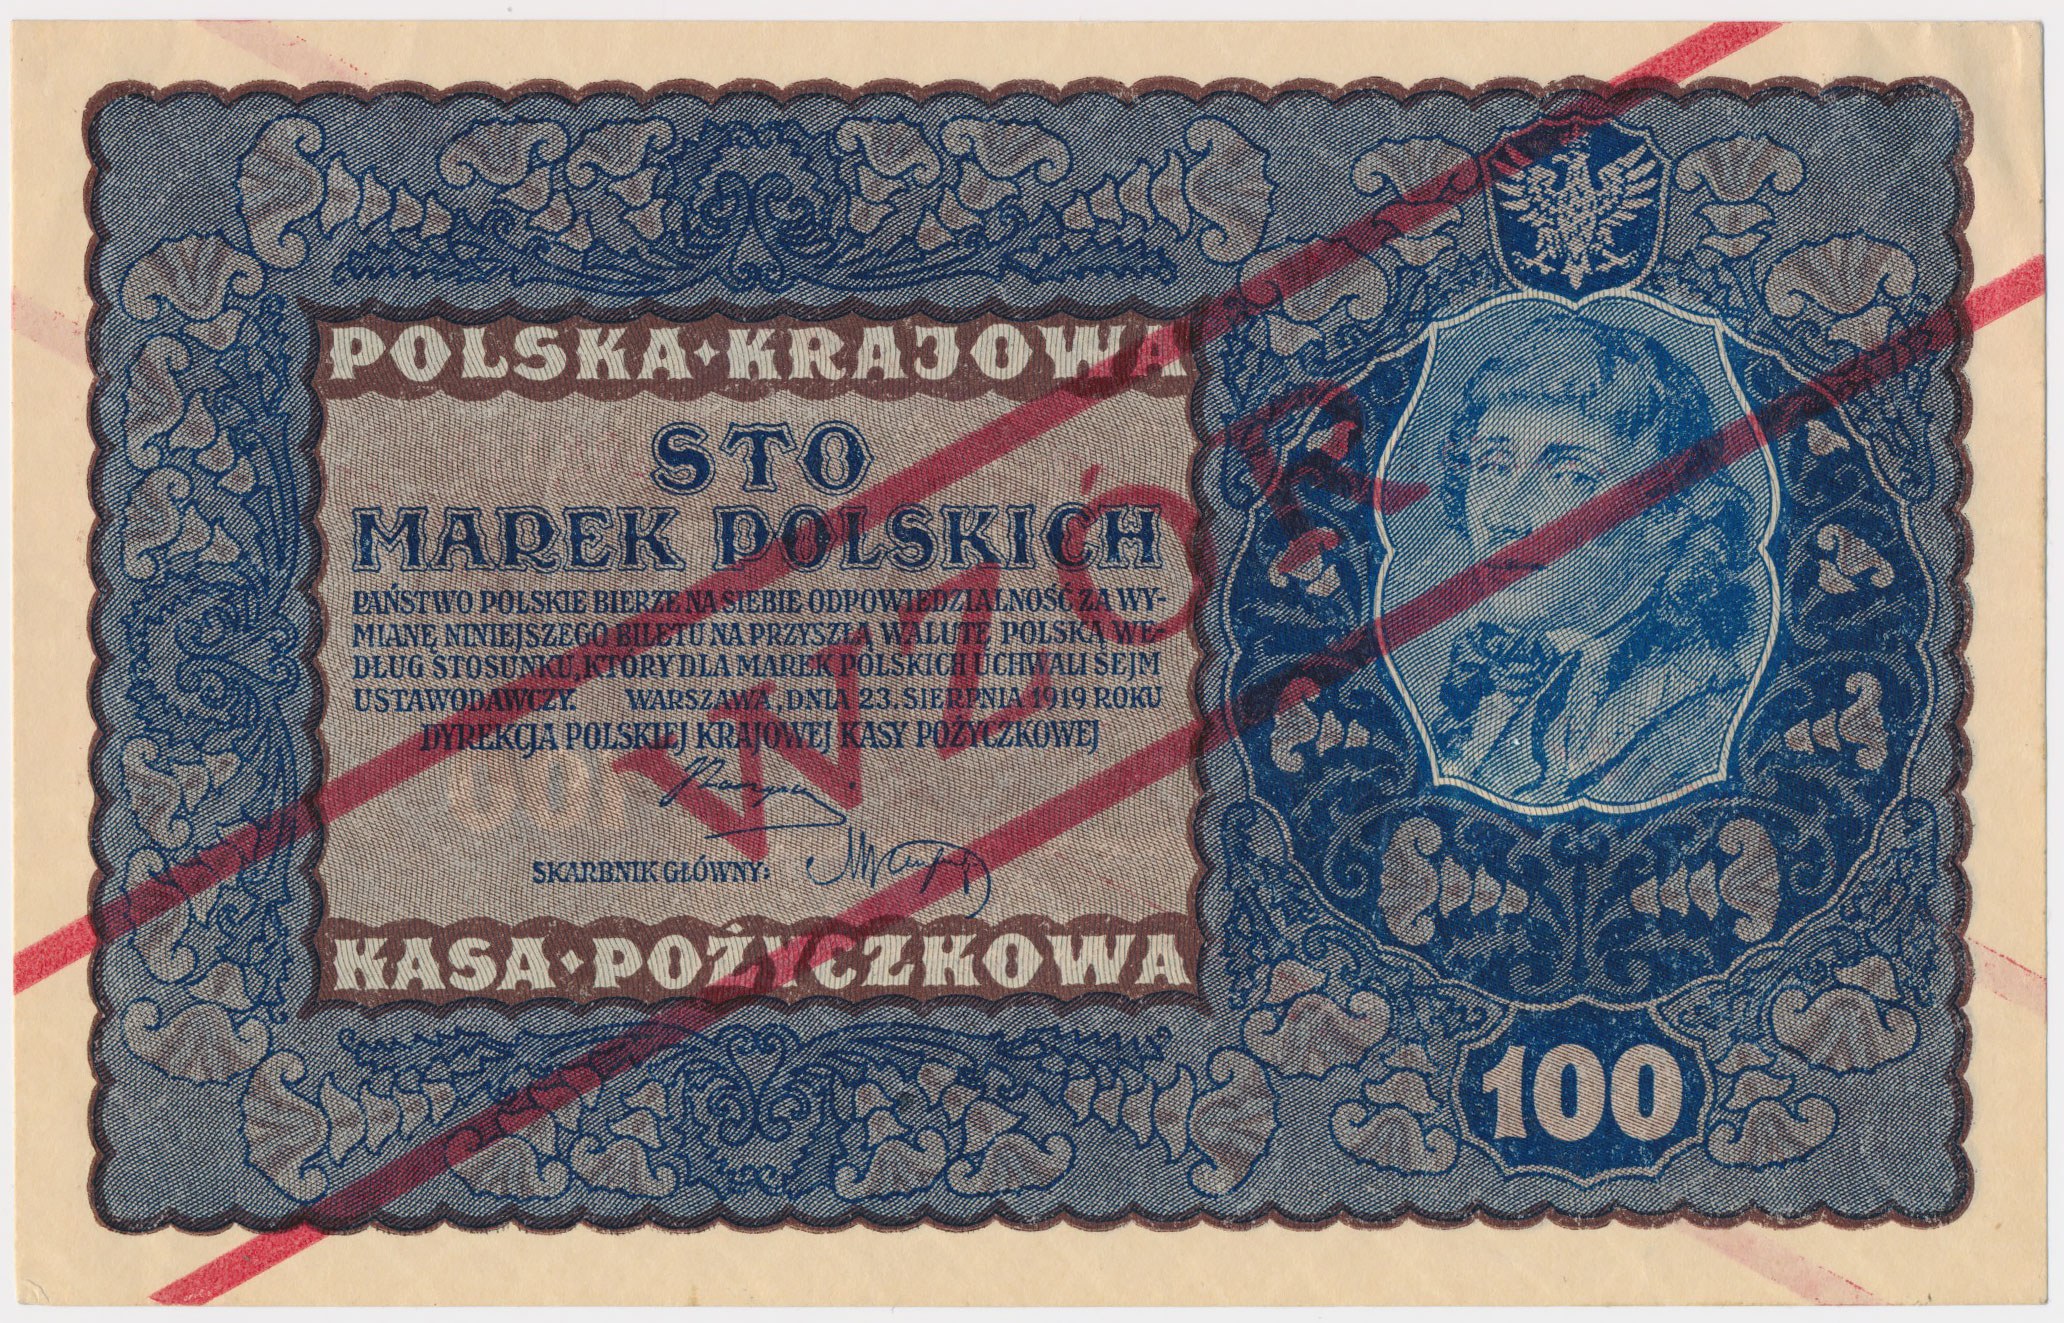 POLSKA · KRAJOWA
STO
MAREK POLSKICH
PAŃSTWO POLSKIE BIERZE NA SIEBIE ODPOWIEDZIALNOŚĆ ZA WY-
MIANĘ NINIEJSZEGO BILETU NA PRZYSZŁĄ WALUTĘ POLSKĄ WE-
DŁUG STOSUNKU, KTÓRY DLA MAREK POLSKICH UCHWALI SEJM
USTAWODAWCZY. WARSZAWA, DNIA 23. SIERPNIA 1919 ROKU
DYREKCJA POLSKIEJ KRAJOWEJ KASY POŻYCZKOWEJ
SKARBNIK GŁÓWNY:
KASA · POŻYCZKOWA
WZÓR
100